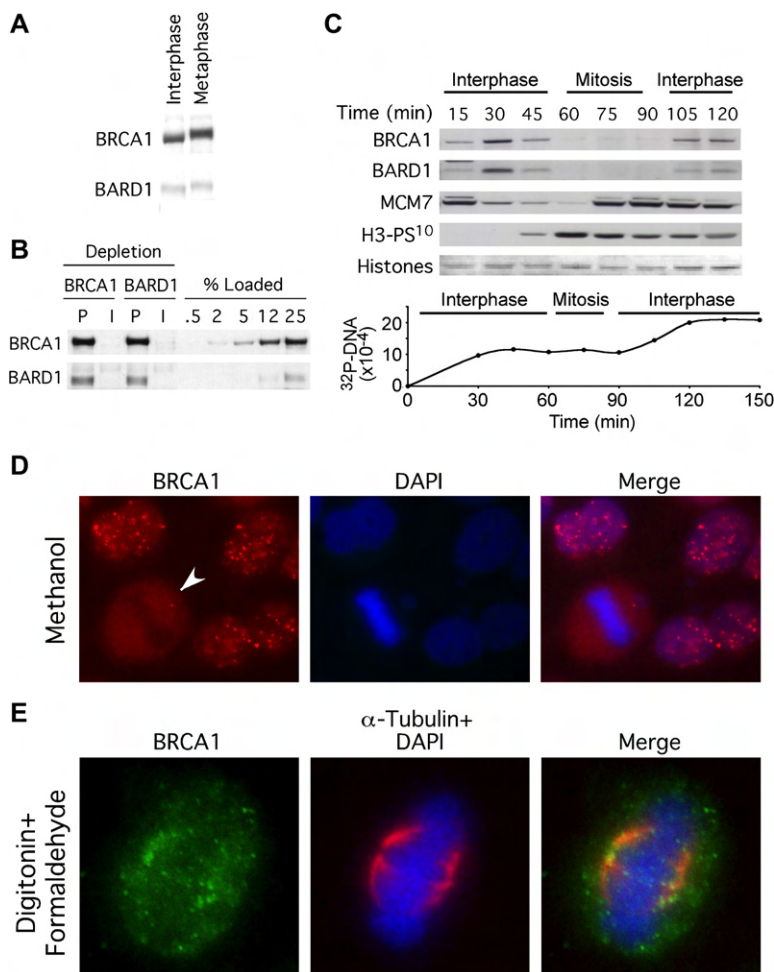 A
Interphase
Metaphase
BRCA1
BARD1
B
Depletion
BRCA1 BARD1 % Loaded
P I P I .5 2 5 12 25
BRCA1
BARD1
C
Interphase Mitosis Interphase
Time (min) 15 30 45 60 75 90 105 120
BRCA1
BARD1
MCM7
H3-PS10
Histones
Interphase Mitosis Interphase
32P-DNA
(x10-4)
20
10
0
0 30 60 90 120 150
Time (min)
D
BRCA1 DAPI Merge
Methanol
E
BRCA1 α-Tubulin+
DAPI Merge
Digitonin+
Formaldehyde